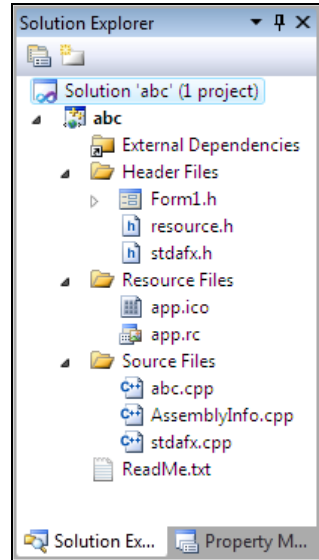 Solution Explorer
Solution 'abc' (1 project)
abc
External Dependencies
Header Files
Form1.h
resource.h
stdafx.h
Resource Files
app.ico
app.rc
Source Files
abc.cpp
AssemblyInfo.cpp
stdafx.cpp
ReadMe.txt
Solution Ex... Property M...